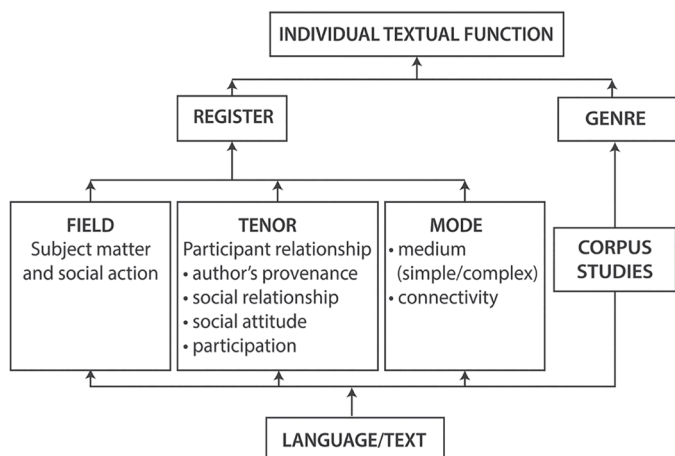 INDIVIDUAL TEXTUAL FUNCTION
REGISTER
GENRE
FIELD
Subject matter
and social action
TENOR
Participant relationship
• author’s provenance
• social relationship
• social attitude
• participation
MODE
• medium
(simple/complex)
• connectivity
CORPUS
STUDIES
LANGUAGE/TEXT